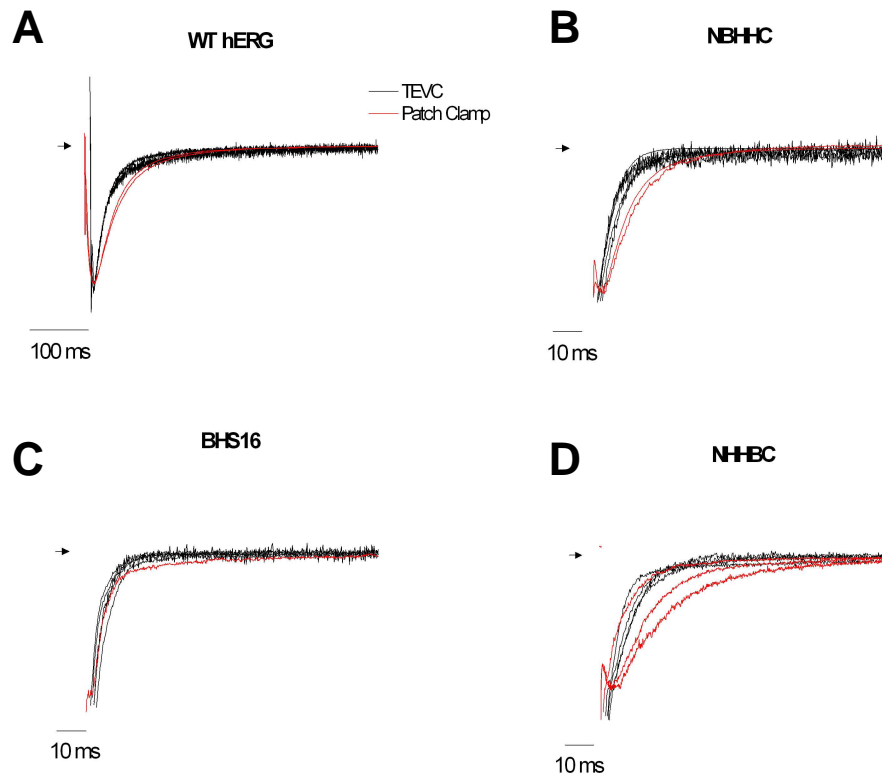 A
WT hERG
TEVC
Patch Clamp
100 ms
B
NBHHC
10 ms
C
BHS16
10 ms
D
NHHBC
10 ms